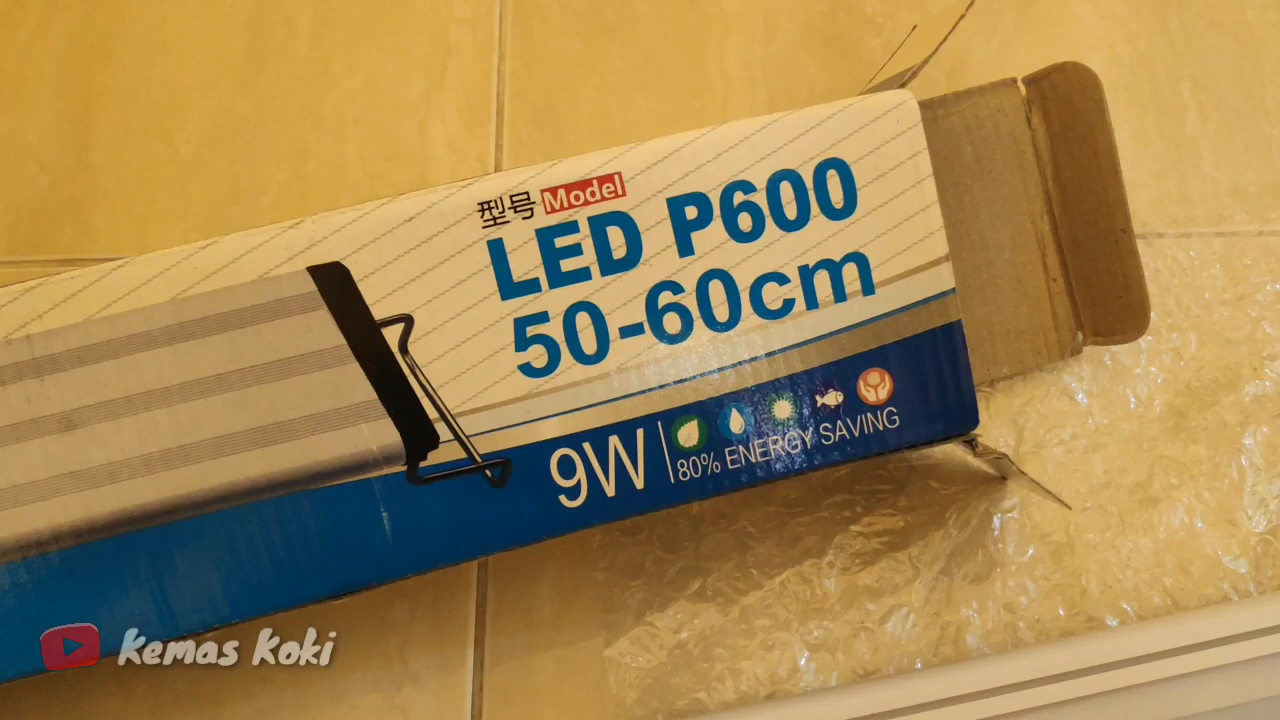 型号 Model
LED P600
50-60cm
9W
80% ENERGY SAVING
Kemas Koki